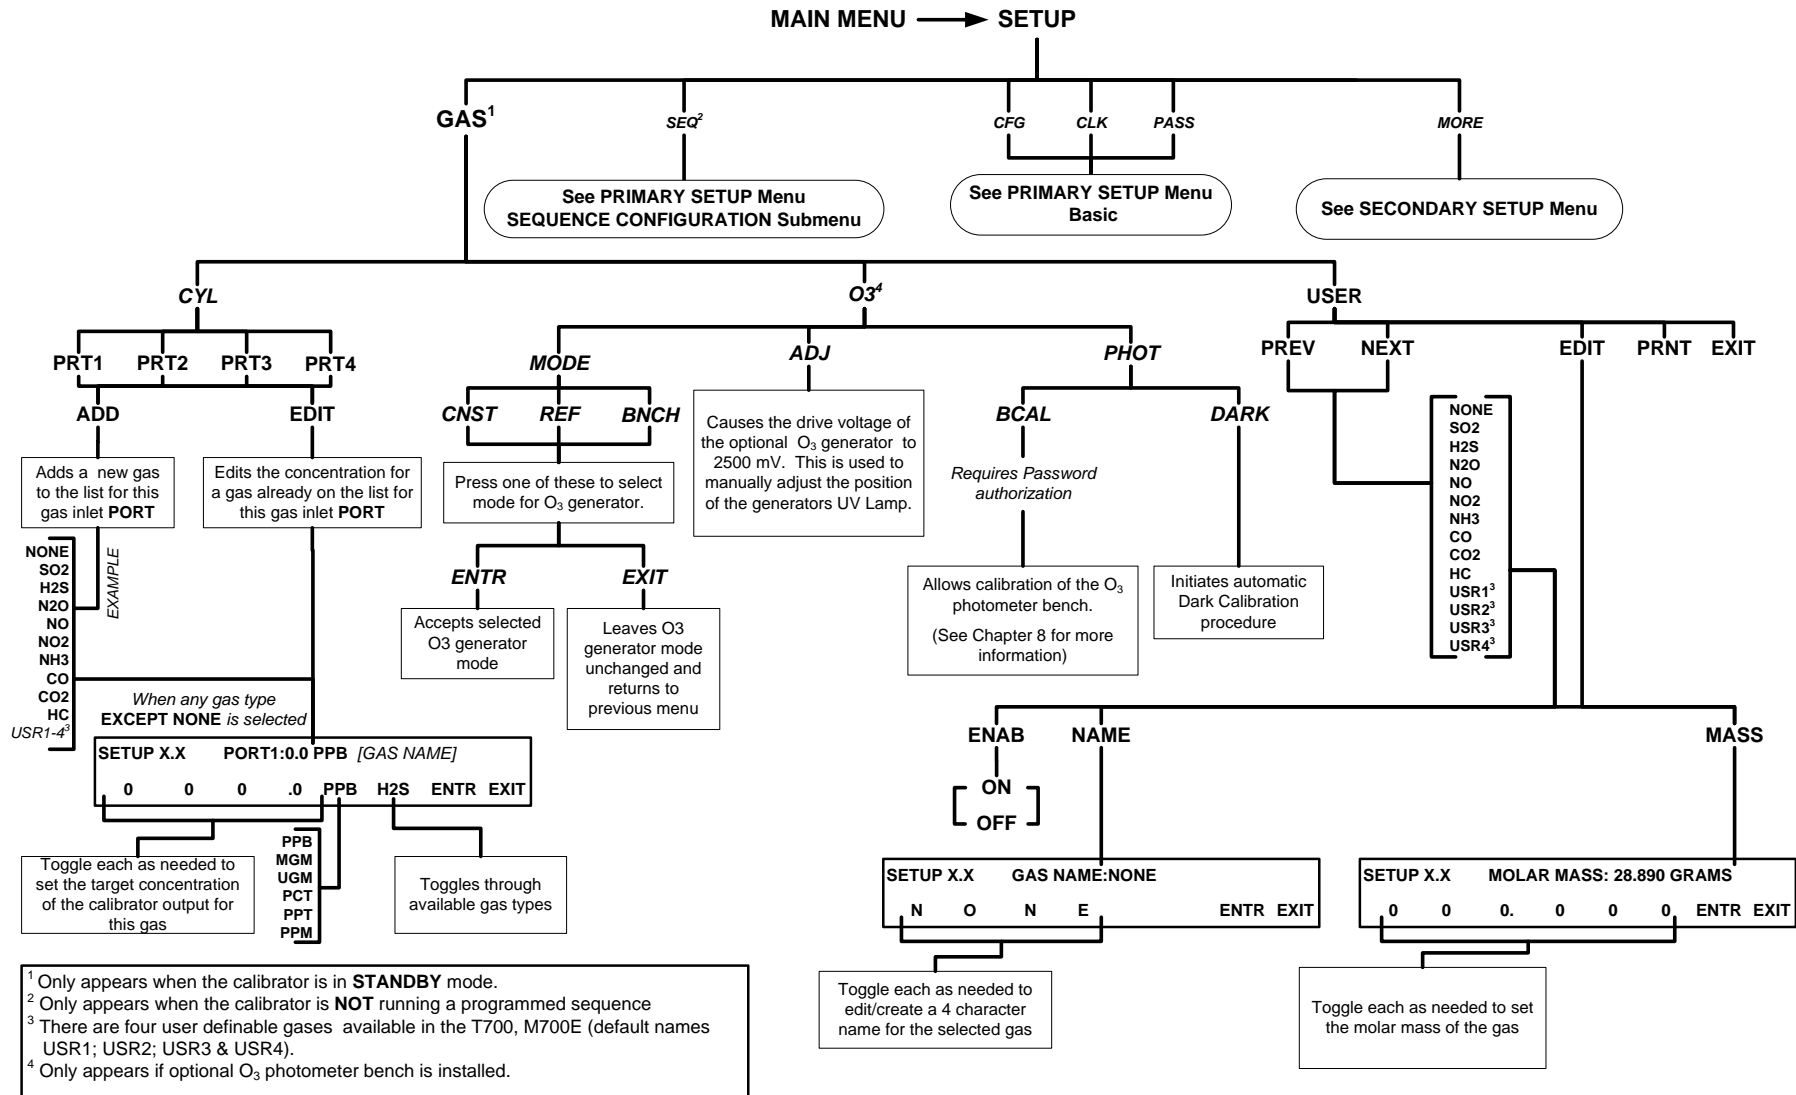 MAIN MENU SETUP
GAS1
SEQ2
CFG CLK PASS
MORE
See PRIMARY SETUP Menu
SEQUENCE CONFIGURATION Submenu
See PRIMARY SETUP Menu
Basic
See SECONDARY SETUP Menu
CYL
O34
USER
PRT1 PRT2 PRT3 PRT4
ADD EDIT
Adds a new gas
to the list for this
gas inlet PORT
Edits the concentration for
a gas already on the list for
this gas inlet PORT
NONE
SO2
H2S
N2O
NO
NO2
NH3
CO
CO2
HC
USR1-43
EXAMPLE
When any gas type
EXCEPT NONE is selected
SETUP X.X PORT1:0.0 PPB [GAS NAME]
0 0 0 .0 PPB H2S ENTR EXIT
Toggle each as needed to
set the target concentration
of the calibrator output for
this gas
PPB
MGM
UGM
PCT
PPT
PPM
Toggles through
available gas types
MODE
ADJ
PHOT
CNST REF BNCH
Press one of these to select
mode for O3 generator.
ENTR EXIT
Accepts selected
O3 generator
mode
Leaves O3
generator mode
unchanged and
returns to
previous menu
Causes the drive voltage of
the optional O3 generator to
2500 mV. This is used to
manually adjust the position
of the generators UV Lamp.
BCAL DARK
Requires Password
authorization
Allows calibration of the O3
photometer bench.
(See Chapter 8 for more
information)
Initiates automatic
Dark Calibration
procedure
PREV NEXT EDIT PRNT EXIT
NONE
SO2
H2S
N2O
NO
NO2
NH3
CO
CO2
HC
USR13
USR23
USR33
USR43
ENAB NAME MASS
ON
OFF
SETUP X.X GAS NAME:NONE
N O N E ENTR EXIT
Toggle each as needed to
edit/create a 4 character
name for the selected gas
SETUP X.X MOLAR MASS: 28.890 GRAMS
0 0 0. 0 0 0 ENTR EXIT
Toggle each as needed to set
the molar mass of the gas
1 Only appears when the calibrator is in STANDBY mode.
2 Only appears when the calibrator is NOT running a programmed sequence
3 There are four user definable gases available in the T700, M700E (default names
USR1; USR2; USR3 & USR4).
4 Only appears if optional O3 photometer bench is installed.